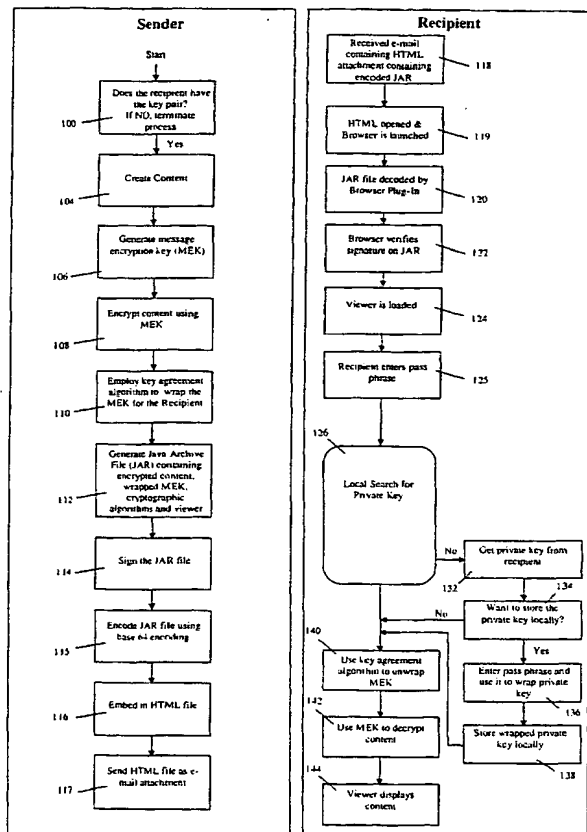 Sender
Start
Does the recipient have
the key pair?
If NO, terminate
process
100
Yes
Create Content
104
Generate message
encryption key (MEK)
106
Encrypt content using
MEK
108
Employ key agreement
algorithm to wrap
the MEK for the Recipient
110
Generate Java Archive
File (JAR) containing
encrypted content,
wrapped MEK,
cryptographic
algorithms and viewer
112
Sign the JAR file
114
Encode JAR file using
base 64 encoding
115
Embed in HTML file
116
Send HTML file as e-
mail attachment
117
Recipient
Received e-mail
containing HTML
attachment containing
encoded JAR
118
HTML opened &
Browser is launched
119
JAR file decoded by
Browser Plug-In
120
Browser verifies
signature on JAR
122
Viewer is loaded
124
Recipient enters pass
phrase
125
126
Local Search for
Private Key
No
Get private key from
recipient
132
134
Want to store the
private key locally?
No
Yes
140
Use key agreement
algorithm to unwrap
MEK
Enter pass phrase and
use it to wrap private
key
136
142
Use MEK to decrypt
content
Store wrapped private
key locally
138
144
Viewer displays
content